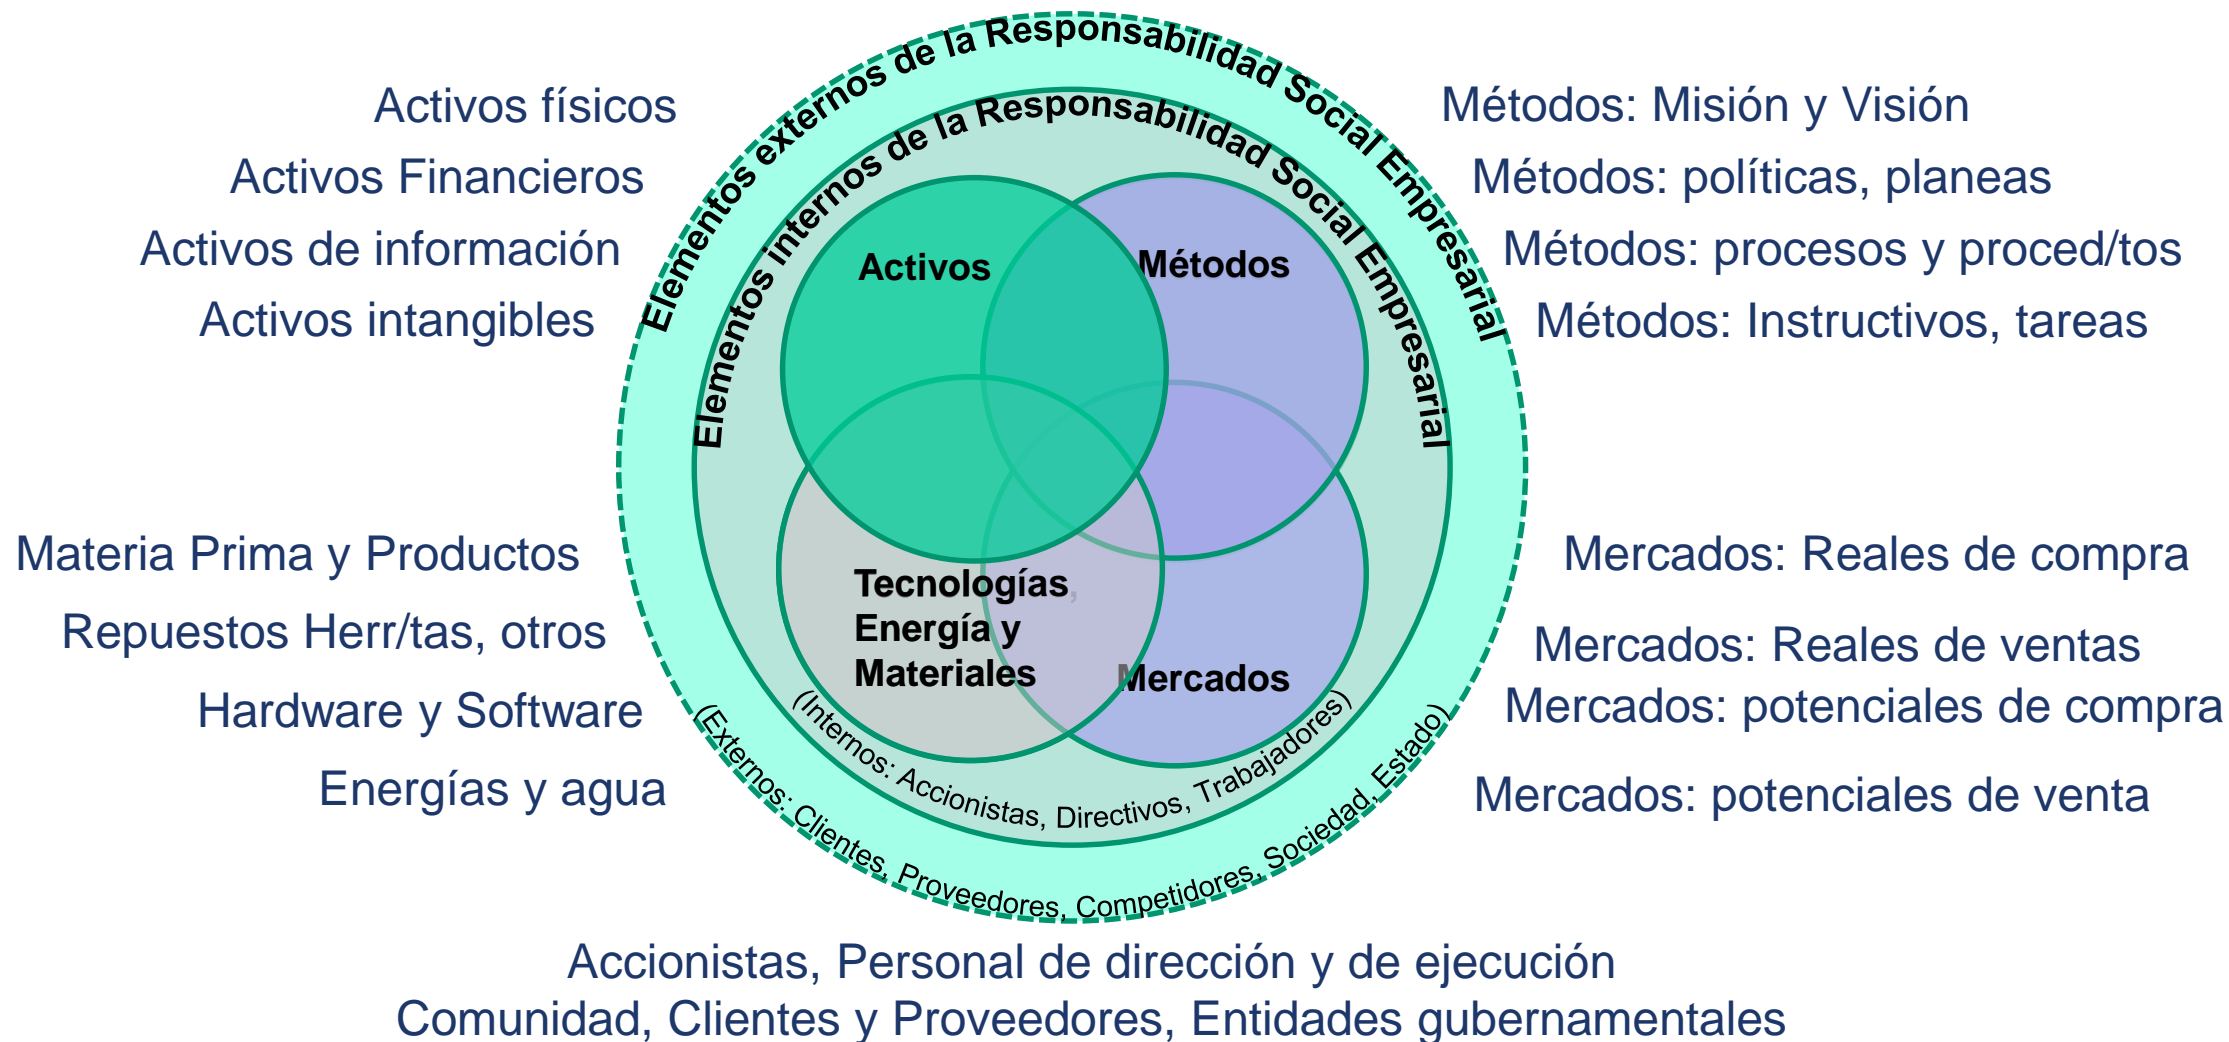 Elementos externos de la Responsabilidad Social Empresarial
Elementos internos de la Responsabilidad Social Empresarial
Activos físicos
Activos Financieros
Activos de información
Activos intangibles
Métodos: Misión y Visión
Métodos: políticas, planeas
Métodos: procesos y proced/tos
Métodos: Instructivos, tareas
Activos
Métodos
Tecnologías,
Energía y
Materiales
Mercados
Materia Prima y Productos
Repuestos Herr/tas, otros
Hardware y Software
Energías y agua
Mercados: Reales de compra
Mercados: Reales de ventas
Mercados: potenciales de compra
Mercados: potenciales de venta
(Internos: Accionistas, Directivos, Trabajadores)
(Externos: Clientes, Proveedores, Competidores, Sociedad, Estado)
Accionistas, Personal de dirección y de ejecución
Comunidad, Clientes y Proveedores, Entidades gubernamentales